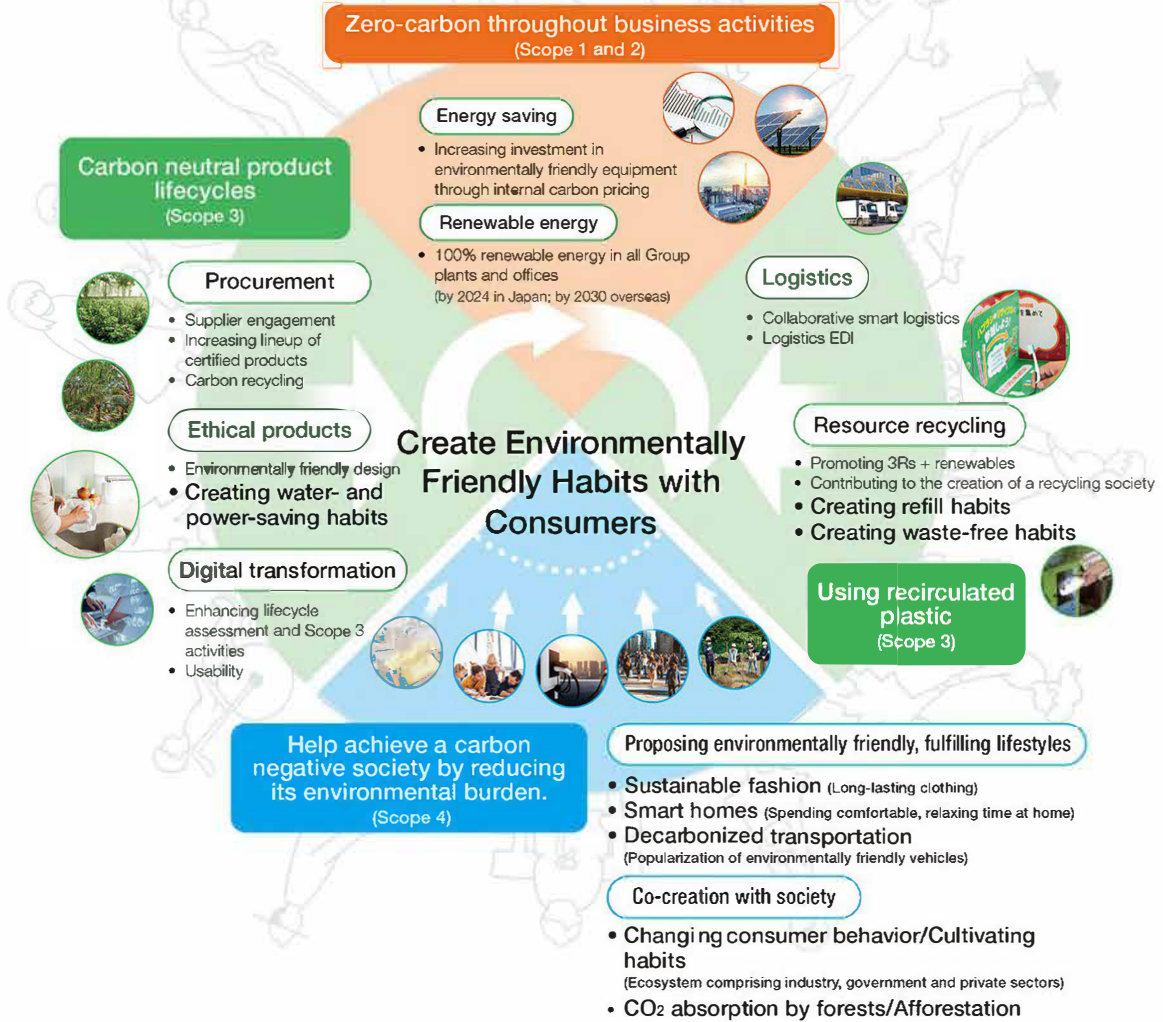 Zero-carbon throughout business activities
(Scope 1 and 2)
Energy saving
• Increasing investment in
environmentally friendly equipment
through internal carbon pricing
Renewable energy
• 100% renewable energy in all Group
plants and offices
(by 2024 in Japan; by 2030 overseas)
Carbon neutral product
lifecycles
(Scope 3)
Procurement
• Supplier engagement
• Increasing lineup of
certified products
• Carbon recycling
Ethical products
• Environmentally friendly design
• Creating water- and
power-saving habits
Digital transformation
• Enhancing lifecycle
assessment and Scope 3
activities
• Usability
Create Environmentally
Friendly Habits with
Consumers
Logistics
• Collaborative smart logistics
• Logistics EDI
Resource recycling
• Promoting 3Rs + renewables
• Contributing to the creation of a recycling society
• Creating refill habits
• Creating waste-free habits
Using recirculated
plastic
(Scope 3)
Help achieve a carbon
negative society by reducing
its environmental burden.
(Scope 4)
Proposing environmentally friendly, fulfilling lifestyles
• Sustainable fashion (Long-lasting clothing)
• Smart homes (Spending comfortable, relaxing time at home)
• Decarbonized transportation
(Popularization of environmentally friendly vehicles)
Co-creation with society
• Changing consumer behavior/Cultivating
habits
(Ecosystem comprising industry, government and private sectors)
• CO2 absorption by forests/Afforestation